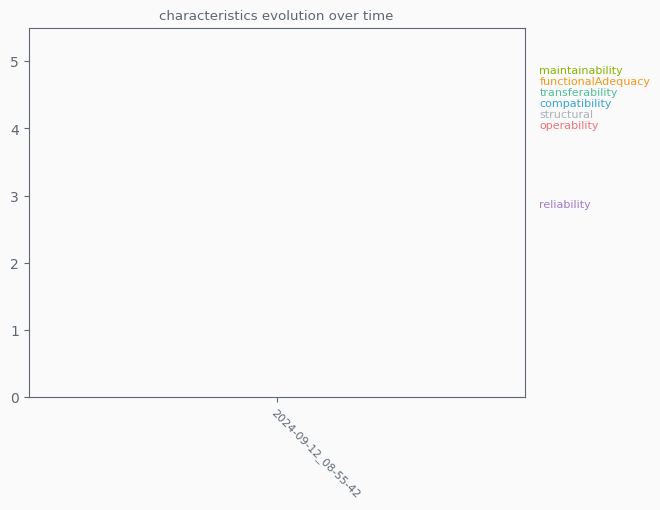 characteristics evolution over time
5
4
3
2
1
0
maintainability
functionalAdequacy
transferability
compatibility
structural
operability
reliability
2024-09-12_08-55-42